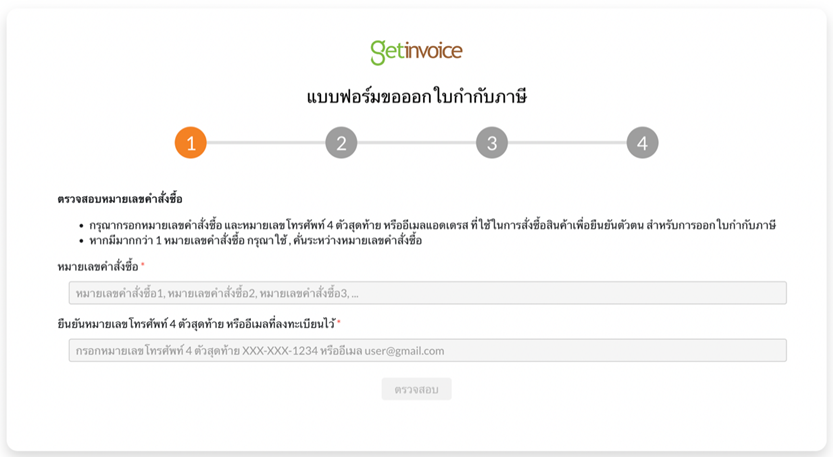 getinvoice
แบบฟอร์มขอออกใบกำกับภาษี
1 2 3 4
ตรวจสอบหมายเลขคำสั่งซื้อ
• กรุณากรอกหมายเลขคำสั่งซื้อ และหมายเลขโทรศัพท์ 4 ตัวสุดท้าย หรืออีเมลแอดเดรส ที่ใช้ในการสั่งซื้อสินค้าเพื่อยืนยันตัวตน สำหรับการออกใบกำกับภาษี
• หากมีมากกว่า 1 หมายเลขคำสั่งซื้อ กรุณาใช้ , คั่นระหว่างหมายเลขคำสั่งซื้อ
หมายเลขคำสั่งซื้อ *
หมายเลขคำสั่งซื้อ1, หมายเลขคำสั่งซื้อ2, หมายเลขคำสั่งซื้อ3, ...
ยืนยันหมายเลขโทรศัพท์ 4 ตัวสุดท้าย หรืออีเมลที่ลงทะเบียนไว้ *
กรอกหมายเลขโทรศัพท์ 4 ตัวสุดท้าย XXX-XXX-1234 หรืออีเมล user@gmail.com
ตรวจสอบ